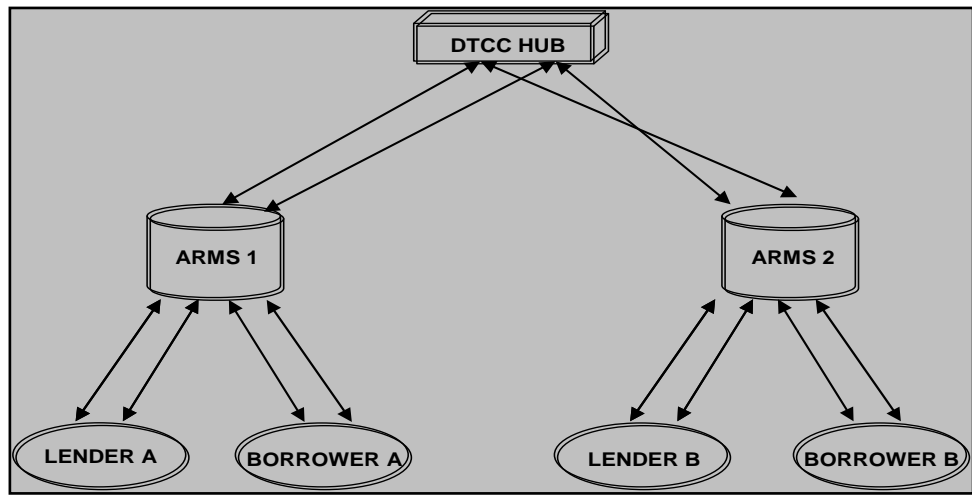 DTCC HUB
ARMS 1
ARMS 2
LENDER A
BORROWER A
LENDER B
BORROWER B